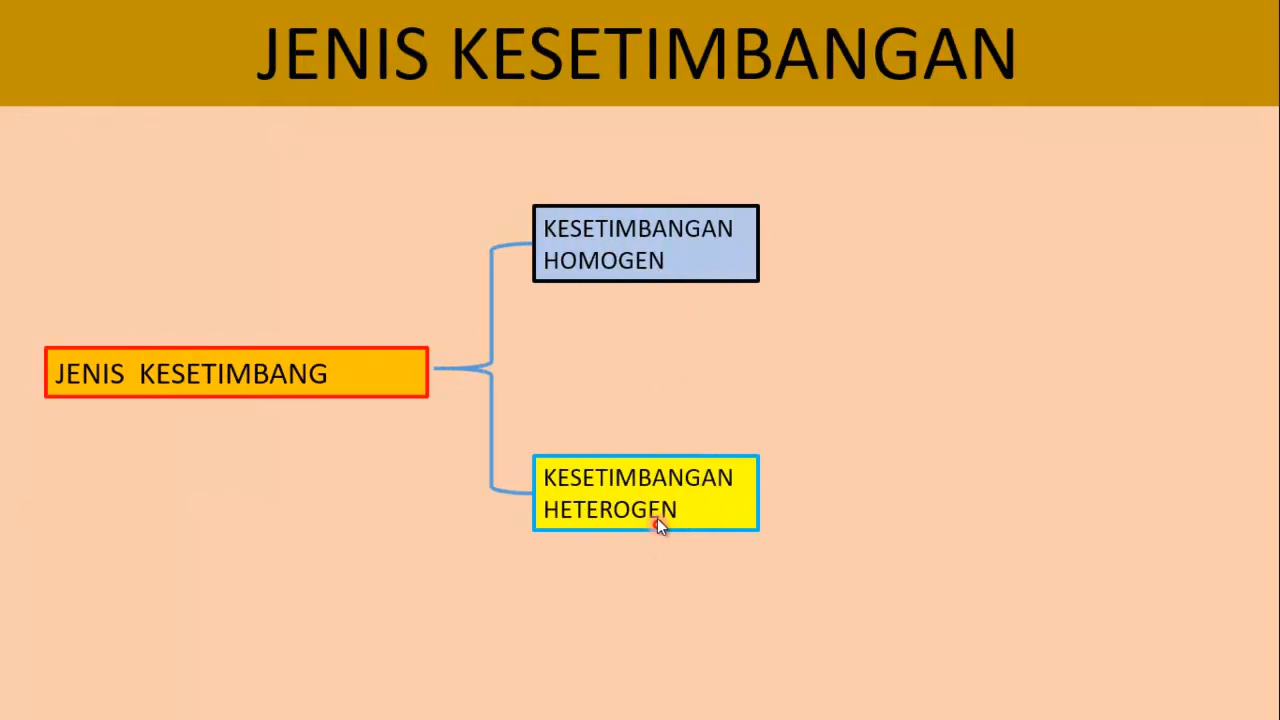 JENIS KESETIMBANGAN
KESETIMBANGAN
HOMOGEN
JENIS KESETIMBANG
KESETIMBANGAN
HETEROGEN